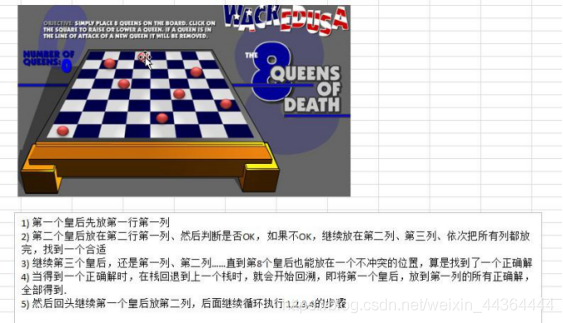 WACKEDUSA
OBJECTIVE: SIMPLY PLACE 8 QUEENS ON THE BOARD. CLICK ON
THE SQUARE TO RAISE OR LOWER A QUEEN. IF A QUEEN IS IN
THE LINE OF ATTACK OF A NEW QUEEN IT WILL BE REMOVED.
NUMBER OF
QUEENS: 0
THE
8 QUEENS
OF
DEATH
1) 第一个皇后先放第一行第一列
2) 第二个皇后放在第二行第一列、然后判断是否OK，如果不OK，继续放在第二列、第三列、依次把所有列都放
完，找到一个合适
3) 继续第三个皇后，还是第一列、第二列……直到第8个皇后也能放在一个不冲突的位置，算是找到了一个正确解
4) 当得到一个正确解时，在栈回退到上一个栈时，就会开始回溯，即将第一个皇后，放到第一列的所有正确解，
全部得到.
5) 然后回头继续第一个皇后放第二列，后面继续循环执行 1,2,3,4的步骤
https://blog.csdn.net/weixin_44364444